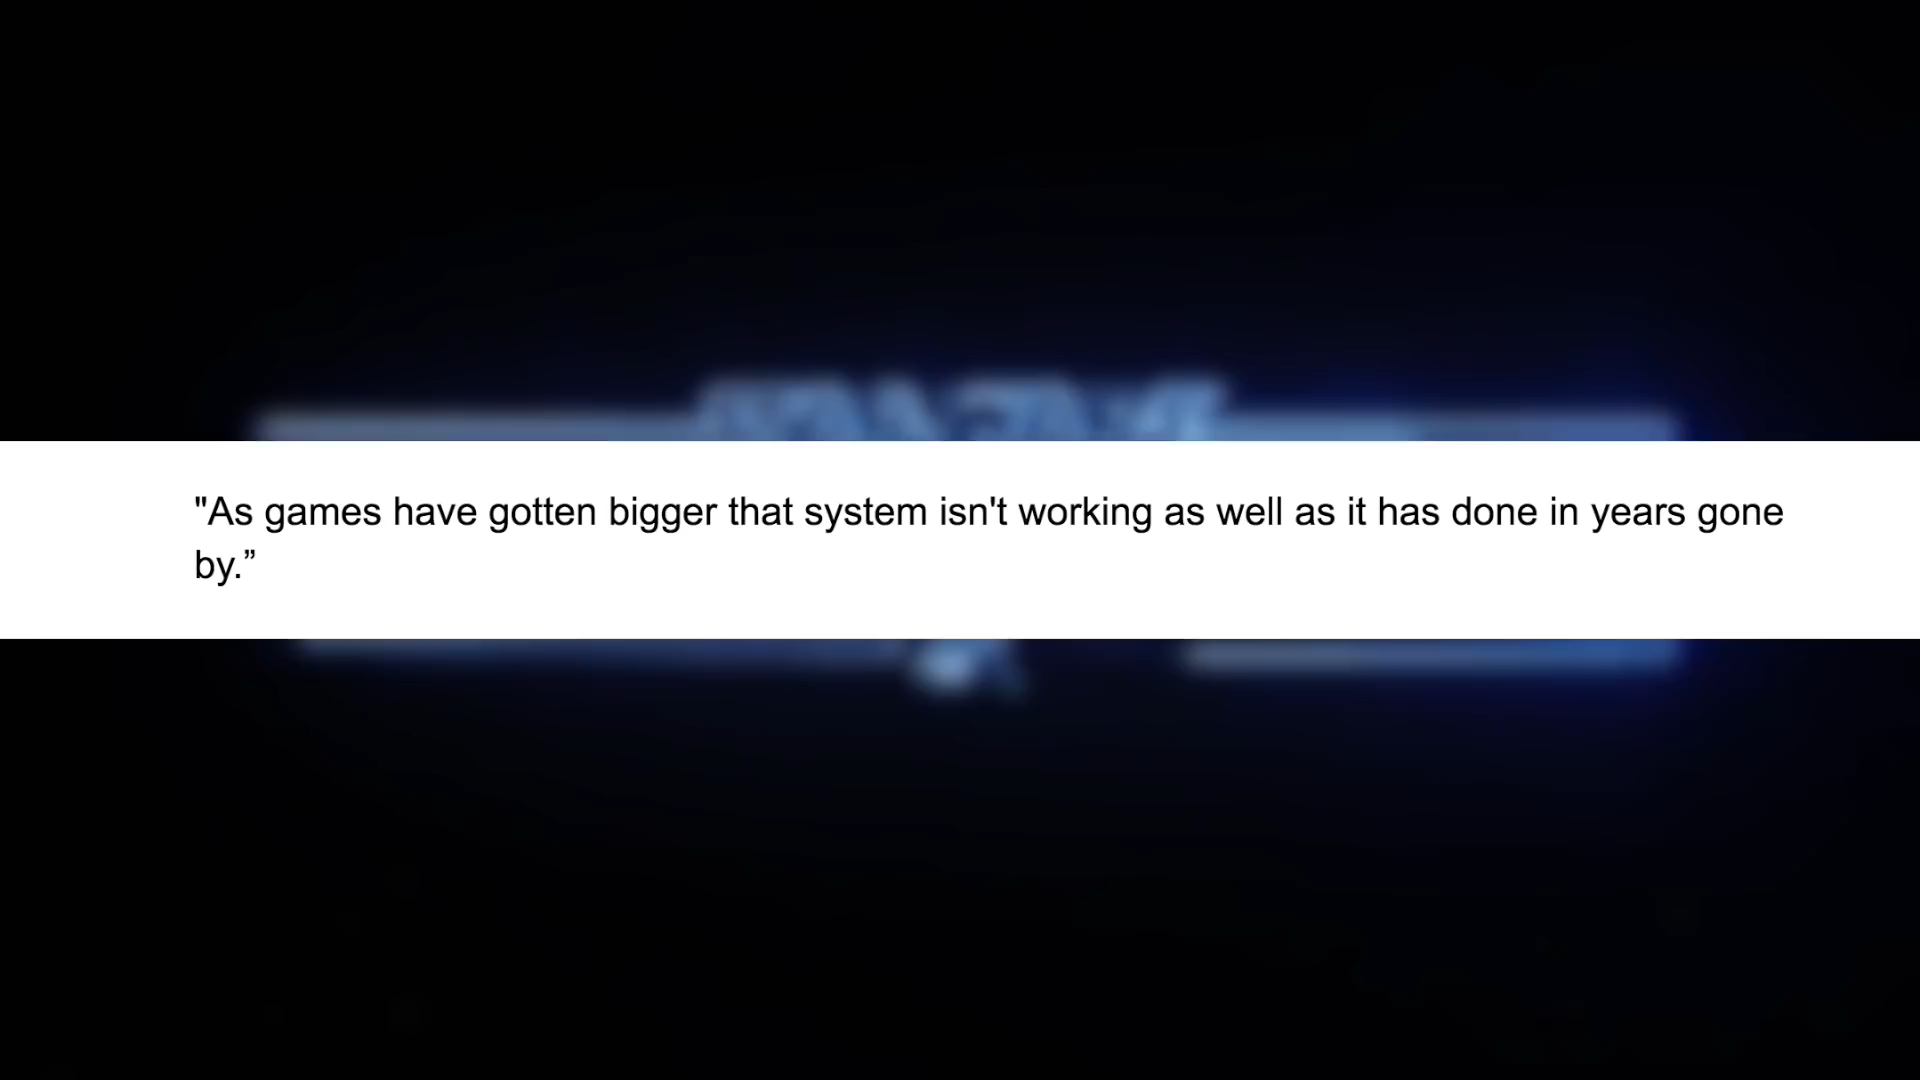 "As games have gotten bigger that system isn't working as well as it has done in years gone
by.”